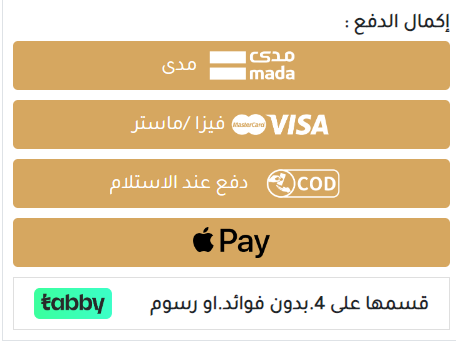 إكمال الدفع :
مدى مدى mada
VISA MasterCard فيزا /ماستر
COD دفع عند الاستلام
Pay
قسمها على 4.بدون فوائد.او رسوم tabby